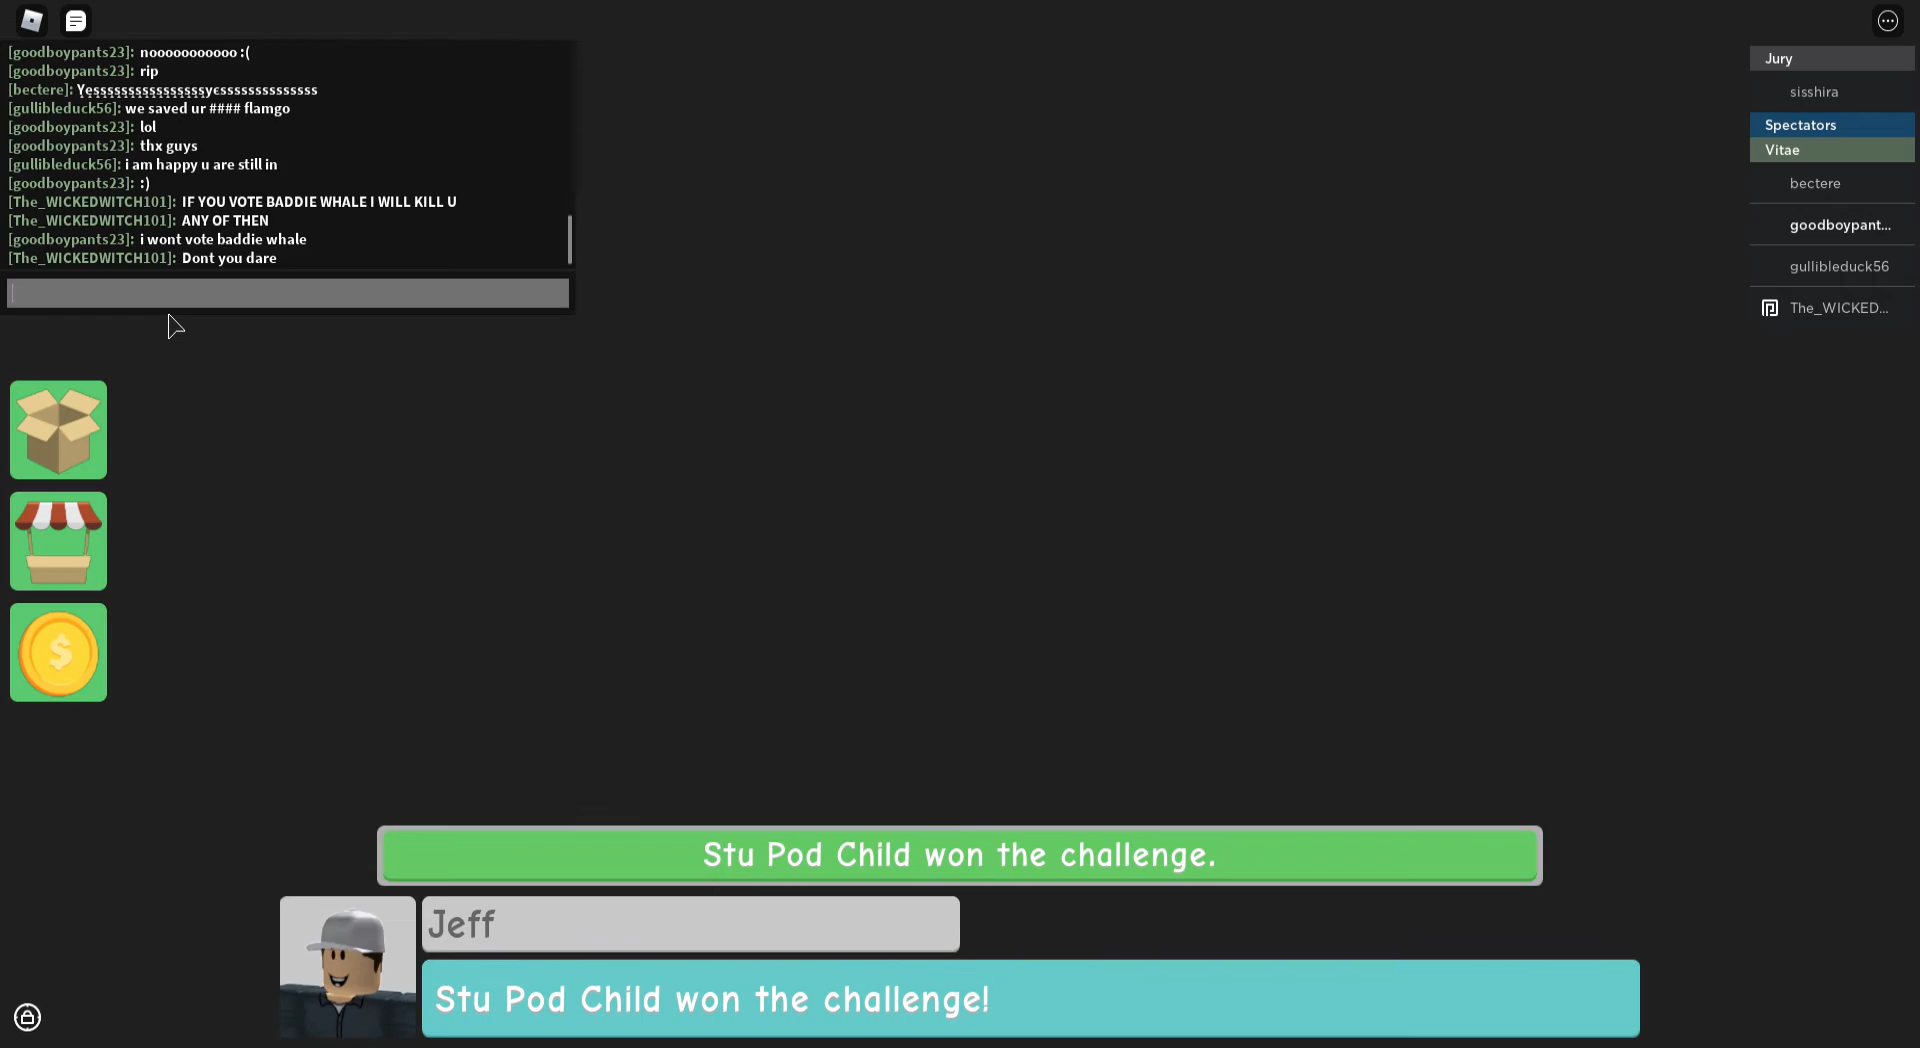 [goodboypants23]: nooooooooooo :(
[goodboypants23]: rip
[gullibleduck56]: we saved ur #### flamgo
[goodboypants23]: lol
[goodboypants23]: thx guys
[gullibleduck56]: i am happy u are still in
[goodboypants23]: :)
[The_WICKEDWITCH101]: IF YOU VOTE BADDIE WHALE I WILL KILL U
[The_WICKEDWITCH101]: ANY OF THEN
[goodboypants23]: i wont vote baddie whale
[The_WICKEDWITCH101]: Dont you dare
Jury
sisshira
Spectators
Vitae
bectere
goodboypant...
gullibleduck56
The_WICKED...
Stu Pod Child won the challenge.
Jeff
Stu Pod Child won the challenge!